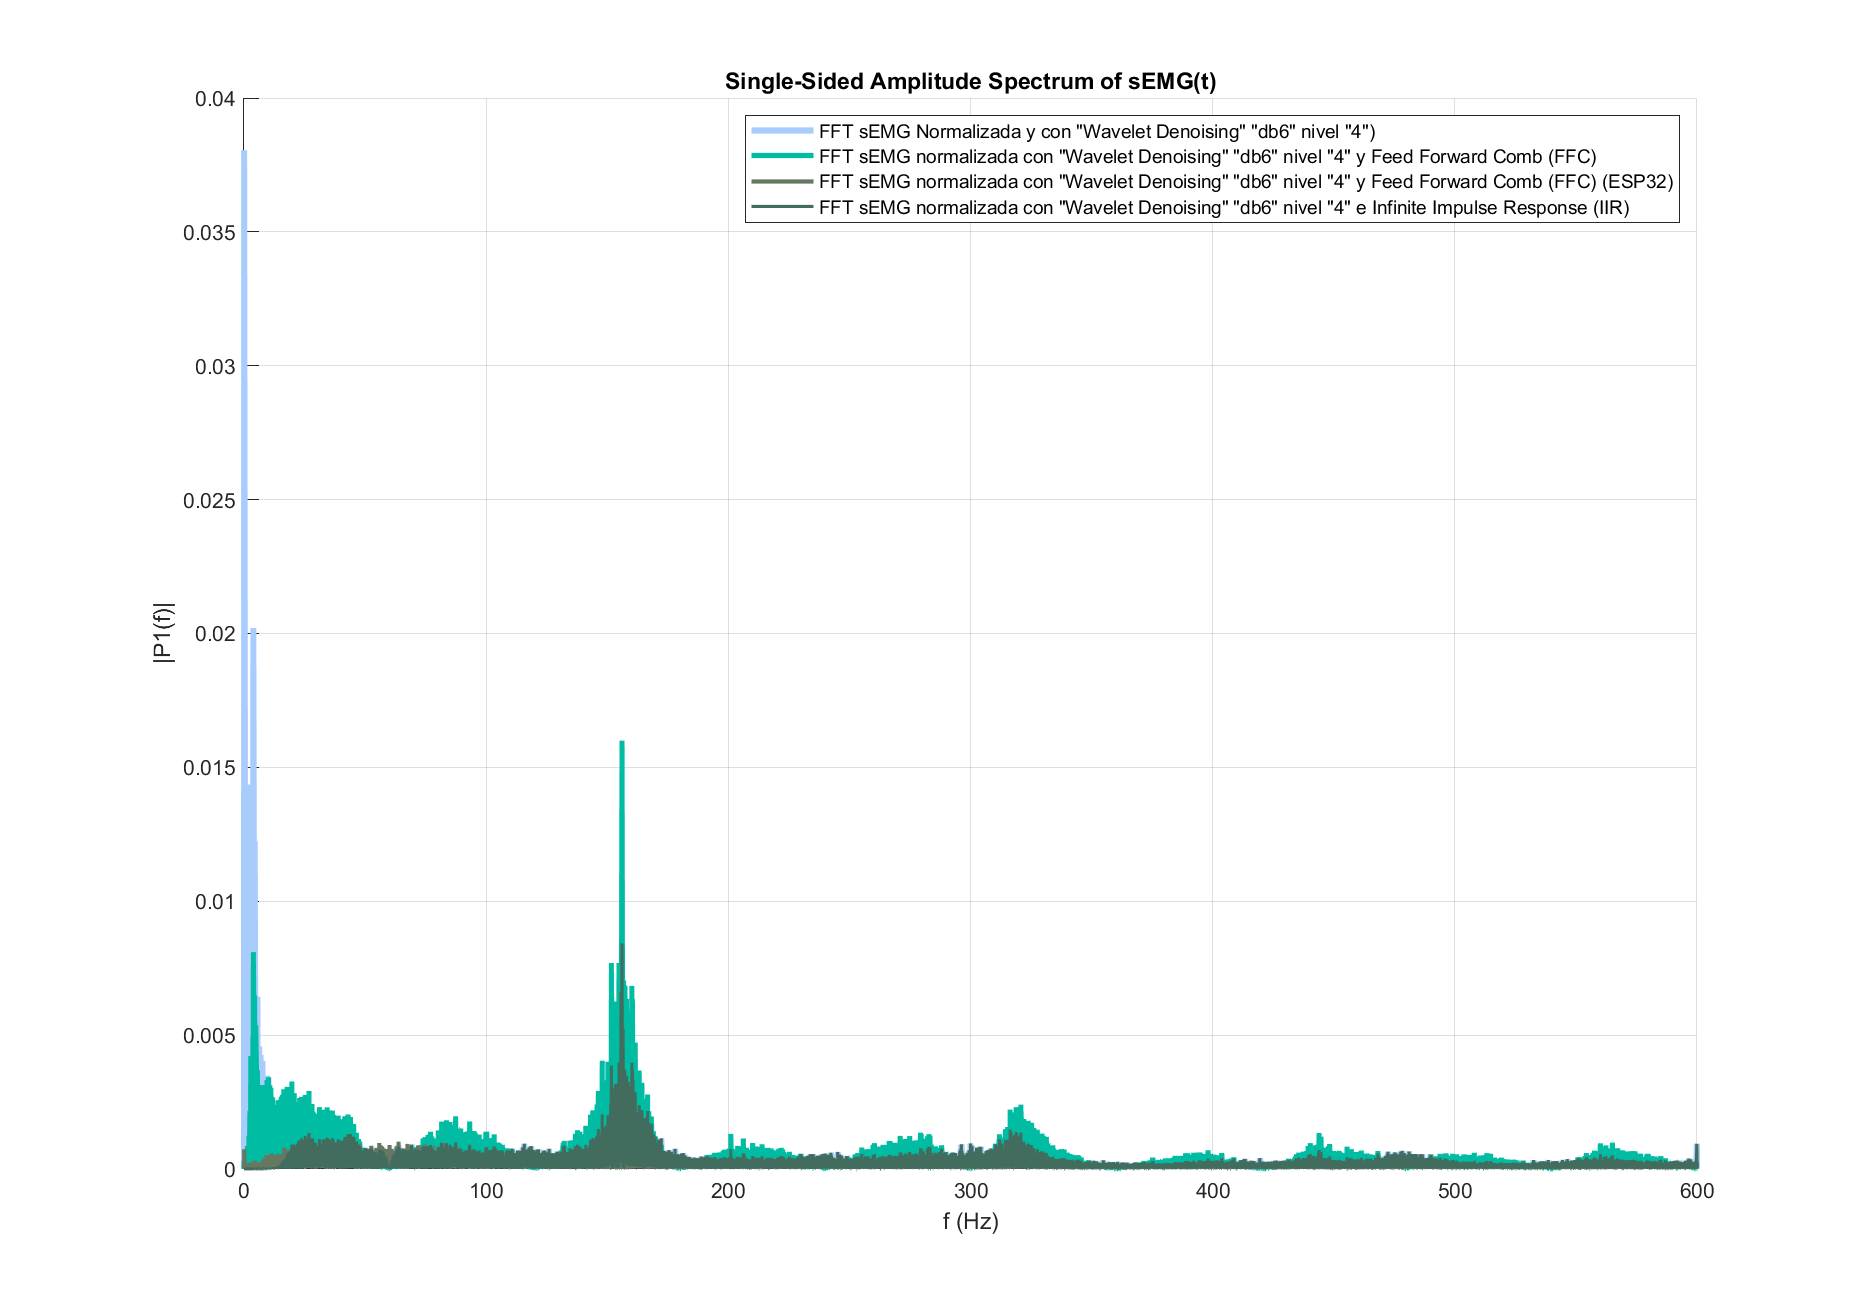 Single-Sided Amplitude Spectrum of sEMG(t)
FFT sEMG Normalizada y con "Wavelet Denoising" "db6" nivel "4")
FFT sEMG normalizada con "Wavelet Denoising" "db6" nivel "4" y Feed Forward Comb (FFC)
FFT sEMG normalizada con "Wavelet Denoising" "db6" nivel "4" y Feed Forward Comb (FFC) (ESP32)
FFT sEMG normalizada con "Wavelet Denoising" "db6" nivel "4" e Infinite Impulse Response (IIR)
0.04
0.035
0.03
0.025
0.02
0.015
0.01
0.005
0
|P1(f)|
0 100 200 300 400 500 600
f (Hz)